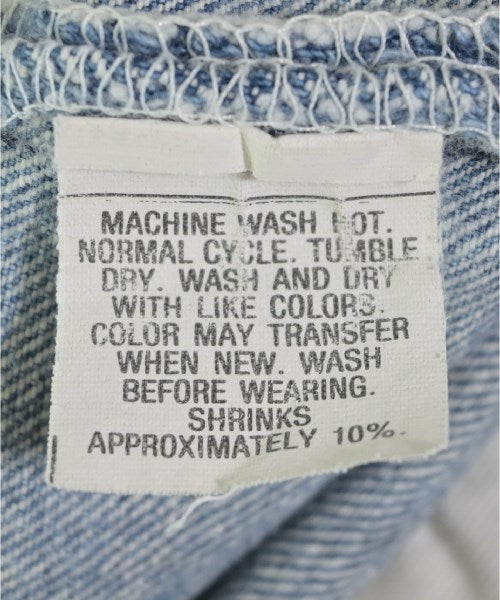 MACHINE WASH HOT.
NORMAL CYCLE. TUMBLE
DRY. WASH AND DRY
WITH LIKE COLORS.
COLOR MAY TRANSFER
WHEN NEW. WASH
BEFORE WEARING.
SHRINKS
APPROXIMATELY 10%.